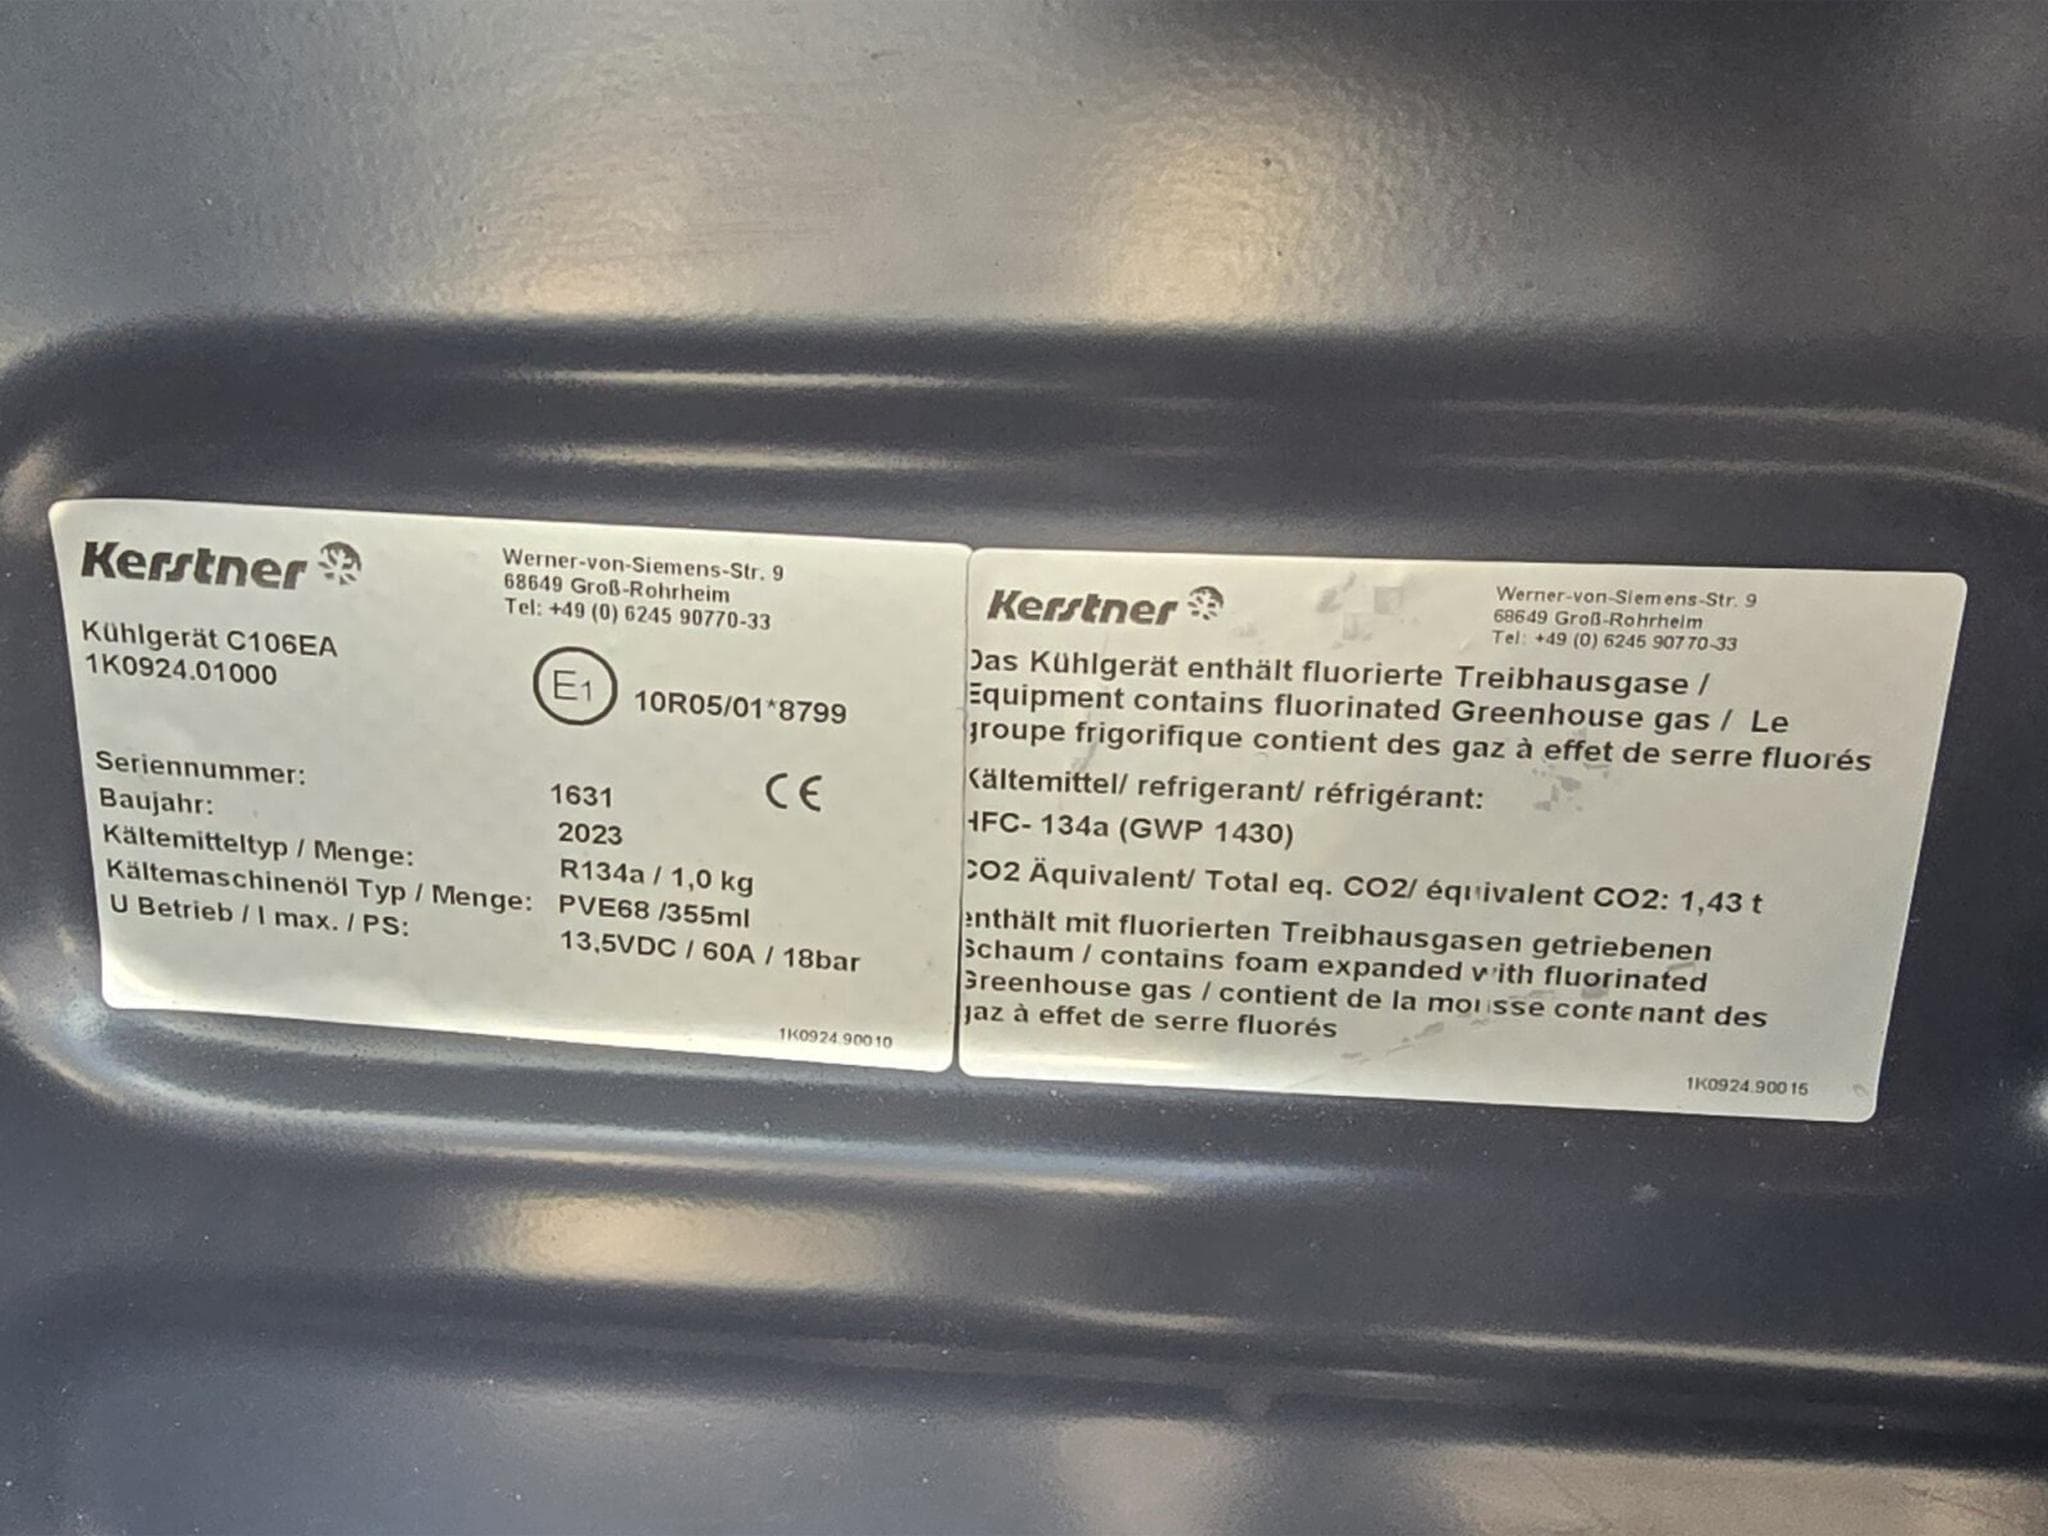 Kerstner
Werner-von-Siemens-Str. 9
68649 Groß-Rohrheim
Tel: +49 (0) 6245 90770-33
Kühlgerät C106EA
1K0924.01000
E1 10R05/01*8799
CE
Seriennummer: 1631
Baujahr: 2023
Kältemitteltyp / Menge: R134a / 1,0 kg
Kältemaschinenöl Typ / Menge: PVE68 /355ml
U Betrieb / I max. / PS: 13,5VDC / 60A / 18bar
1K0924.90010
Kerstner
Werner-von-Siemens-Str. 9
68649 Groß-Rohrheim
Tel: +49 (0) 6245 90770-33
Das Kühlgerät enthält fluorierte Treibhausgase /
Equipment contains fluorinated Greenhouse gas / Le
groupe frigorifique contient des gaz à effet de serre fluorés
Kältemittel/ refrigerant/ réfrigérant:
HFC- 134a (GWP 1430)
CO2 Äquivalent/ Total eq. CO2/ équivalent CO2: 1,43 t
enthält mit fluorierten Treibhausgasen getriebenen
Schaum / contains foam expanded with fluorinated
Greenhouse gas / contient de la mousse contenant des
gaz à effet de serre fluorés
1K0924.90015